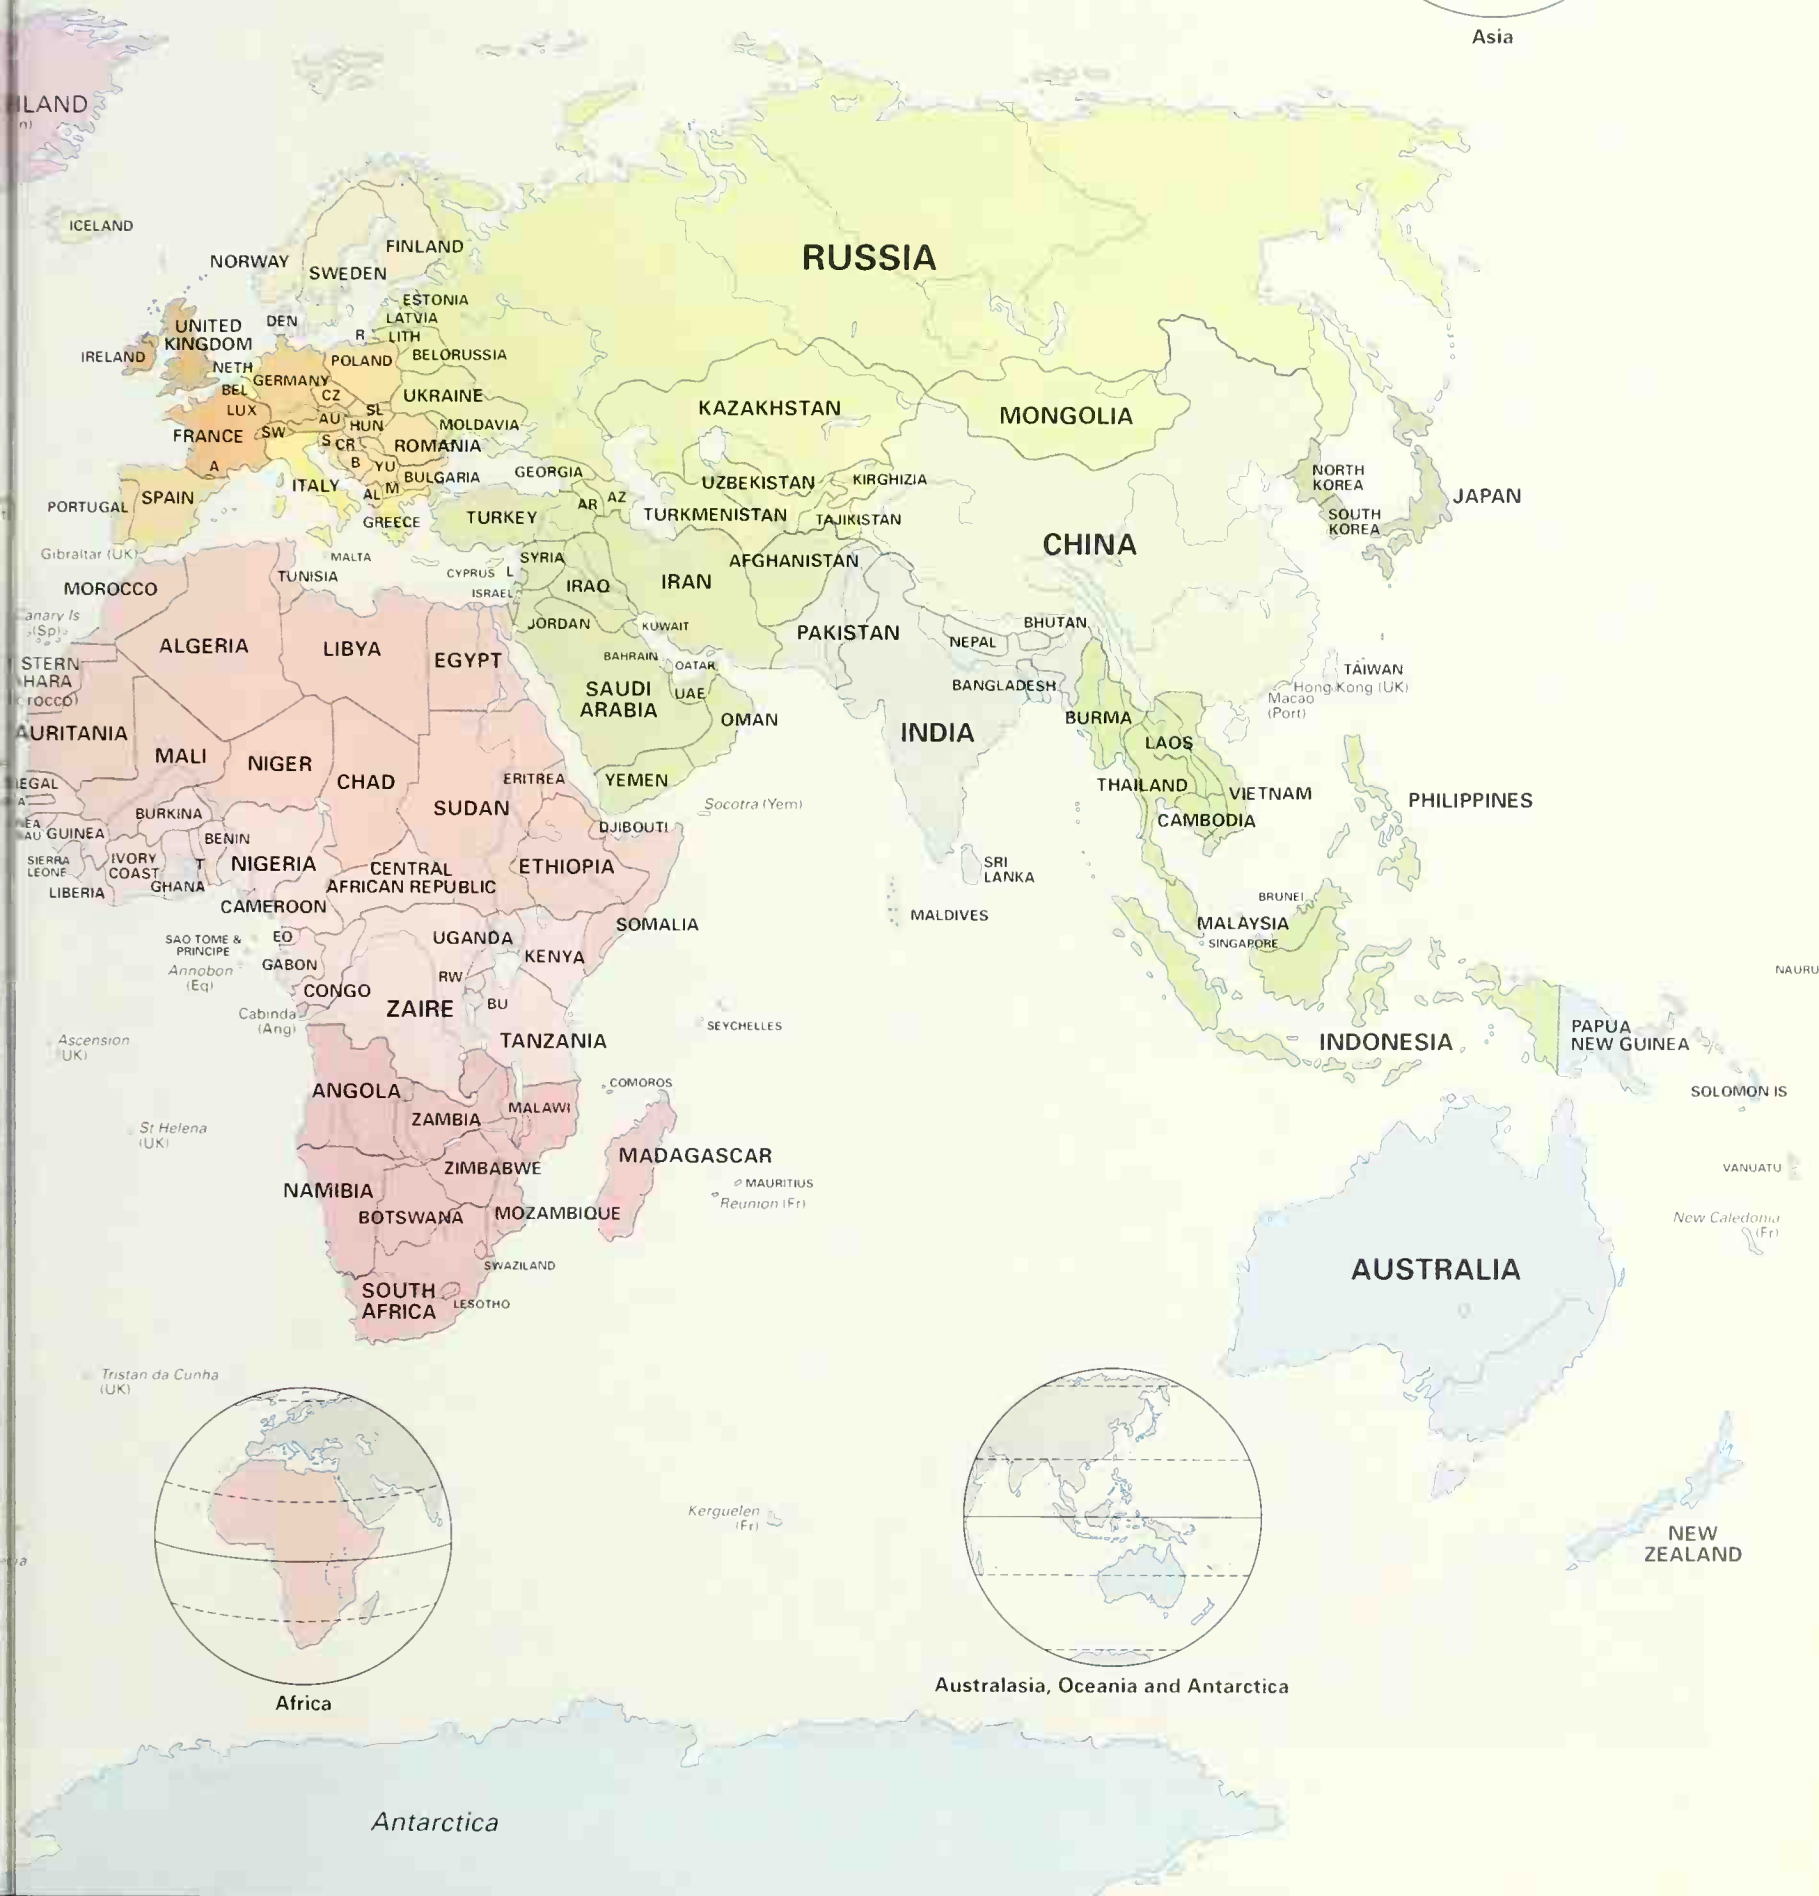 Asia
ICELAND
NORWAY
SWEDEN
FINLAND
RUSSIA
ESTONIA
LATVIA
R
LITH
DEN
UNITED
KINGDOM
IRELAND
NETH
BEL
LUX
GERMANY
POLAND
BELORUSSIA
CZ
UKRAINE
SL
AU
HUN
MOLDAVIA
FRANCE
SW
S
CR
ROMANIA
A
B
YU
BULGARIA
ITALY
AL
M
GREECE
PORTUGAL
SPAIN
Gibraltar (UK)
MALTA
GEORGIA
AR
AZ
TURKEY
CYPRUS
L
SYRIA
ISRAEL
IRAQ
JORDAN
KUWAIT
IRAN
BAHRAIN
QATAR
UAE
SAUDI
ARABIA
OMAN
YEMEN
Socotra (Yem)
KAZAKHSTAN
UZBEKISTAN
KIRGHIZIA
TURKMENISTAN
TAJIKISTAN
AFGHANISTAN
PAKISTAN
MONGOLIA
CHINA
NORTH
KOREA
SOUTH
KOREA
JAPAN
NEPAL
BHUTAN
BANGLADESH
INDIA
SRI
LANKA
MALDIVES
TAIWAN
Hong Kong (UK)
Macao
(Port)
BURMA
LAOS
THAILAND
VIETNAM
CAMBODIA
PHILIPPINES
BRUNEI
MALAYSIA
SINGAPORE
INDONESIA
PAPUA
NEW GUINEA
NAURU
SOLOMON IS
VANUATU
New Caledonia
(Fr)
AUSTRALIA
NEW
ZEALAND
MOROCCO
TUNISIA
ALGERIA
LIBYA
EGYPT
(Sp)
MALI
NIGER
CHAD
SUDAN
ERITREA
DJIBOUTI
ETHIOPIA
SOMALIA
GUINEA
BURKINA
BENIN
SIERRA
LEONE
IVORY
COAST
T
GHANA
LIBERIA
NIGERIA
CENTRAL
AFRICAN REPUBLIC
CAMEROON
SAO TOME &
PRINCIPE
Annobon
(Eq)
EQ
GABON
CONGO
Cabinda
(Ang)
ZAIRE
UGANDA
KENYA
RW
BU
TANZANIA
SEYCHELLES
Ascension
(UK)
St Helena
(UK)
ANGOLA
ZAMBIA
MALAWI
COMOROS
MADAGASCAR
MAURITIUS
Reunion (Fr)
ZIMBABWE
NAMIBIA
BOTSWANA
MOZAMBIQUE
SWAZILAND
SOUTH
AFRICA
LESOTHO
Tristan da Cunha
(UK)
Kerguelen
(Fr)
Africa
Australasia, Oceania and Antarctica
Antarctica